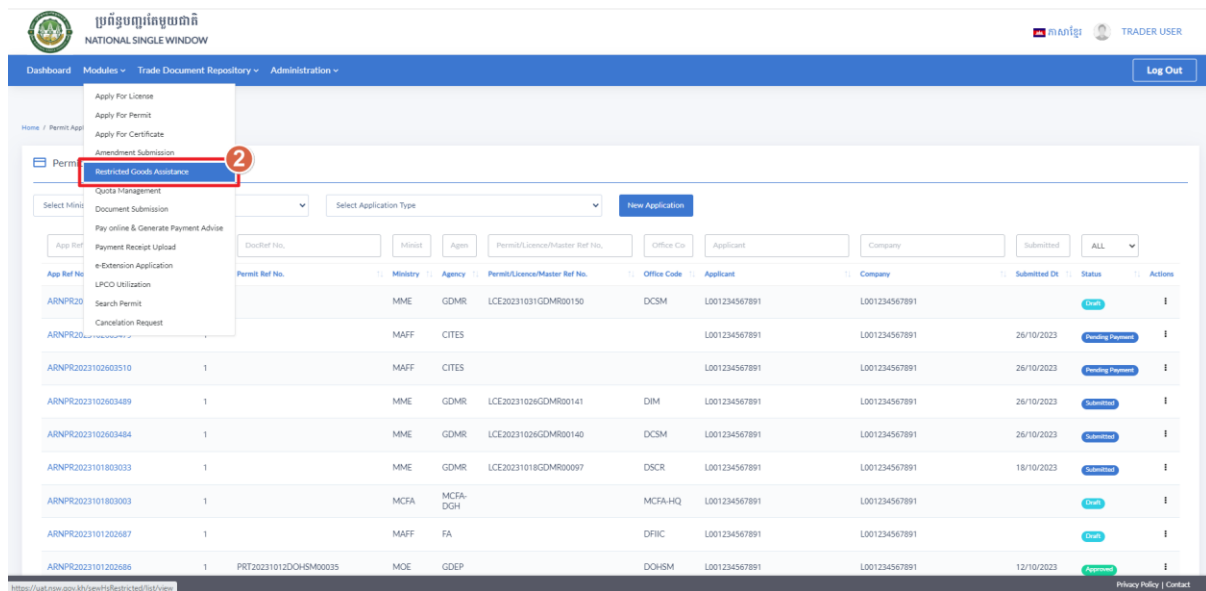 ប្រព័ន្ធបញ្ជរតែមួយជាតិ
NATIONAL SINGLE WINDOW
ភាសាខ្មែរ TRADER USER
Dashboard Modules Trade Document Repository Administration Log Out
Apply For License
Apply For Permit
Home / Permit Appl
Apply For Certificate
Amendment Submission
2
Permi
Restricted Goods Assistance
Quota Management
Select Minis Select Application Type New Application
Document Submission
Pay online & Generate Payment Advise
App Ref Payment Receipt Upload DocRef No, Minist Agen Permit/Licence/Master Ref No, Office Co Applicant Company Submitted ALL
e-Extension Application
App Ref No Permit Ref No. Ministry Agency Permit/Licence/Master Ref No. Office Code Applicant Company Submitted Dt Status Actions
LPCO Utilization
ARNPR20 Search Permit MME GDMR LCE20231031GDMR00150 DCSM L001234567891 L001234567891 Draft
Cancelation Request
MAFF CITES L001234567891 L001234567891 26/10/2023 Pending Payment
ARNPR2023102603510 1 MAFF CITES L001234567891 L001234567891 26/10/2023 Pending Payment
ARNPR2023102603489 1 MME GDMR LCE20231026GDMR00141 DIM L001234567891 L001234567891 26/10/2023 Submitted
ARNPR2023102603484 1 MME GDMR LCE20231026GDMR00140 DCSM L001234567891 L001234567891 26/10/2023 Submitted
ARNPR2023101803033 1 MME GDMR LCE20231018GDMR00097 DSCR L001234567891 L001234567891 18/10/2023 Submitted
ARNPR2023101803003 1 MCFA MCFA-DGH MCFA-HQ L001234567891 L001234567891 Draft
ARNPR2023101202687 1 MAFF FA DFIIC L001234567891 L001234567891 Draft
ARNPR2023101202686 1 PRT20231012DOHSM00035 MOE GDEP DOHSM L001234567891 L001234567891 12/10/2023 Approved
https://uat.nsw.gov.kh/sewHsRestricted/list/view Privacy Policy | Contact